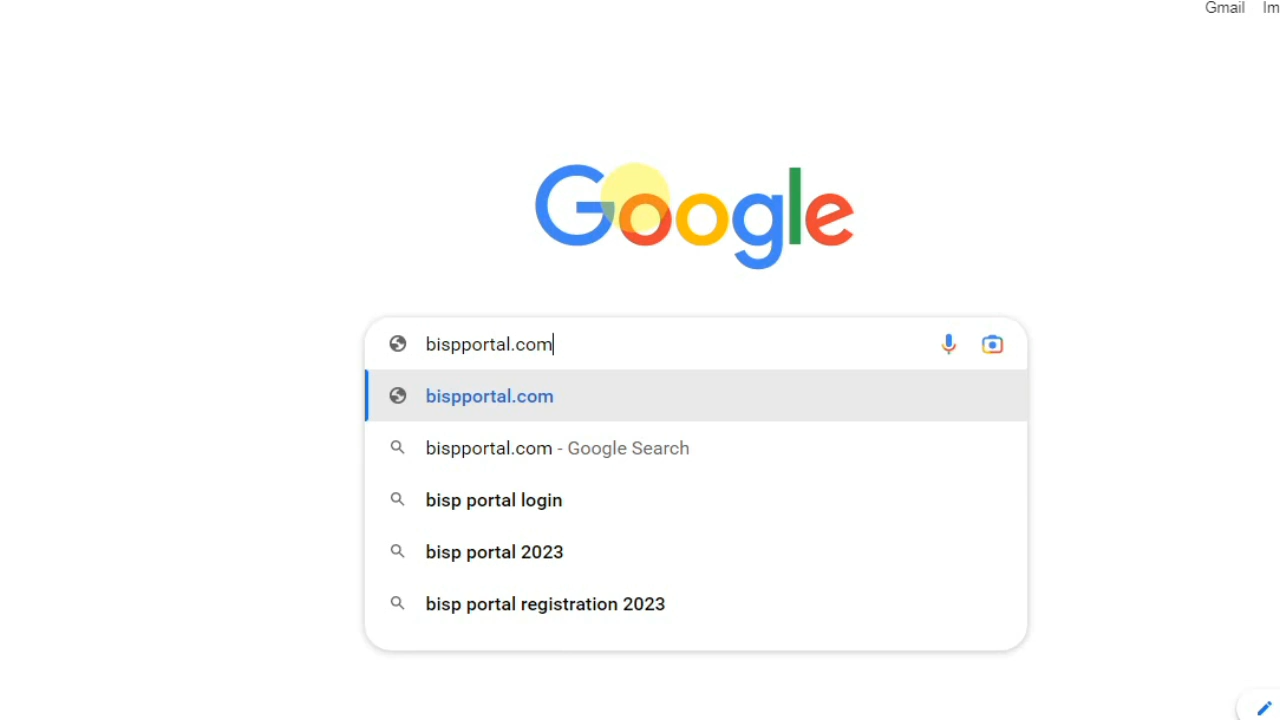 Gmail Im
Google
bispportal.com
bispportal.com
bispportal.com - Google Search
bisp portal login
bisp portal 2023
bisp portal registration 2023